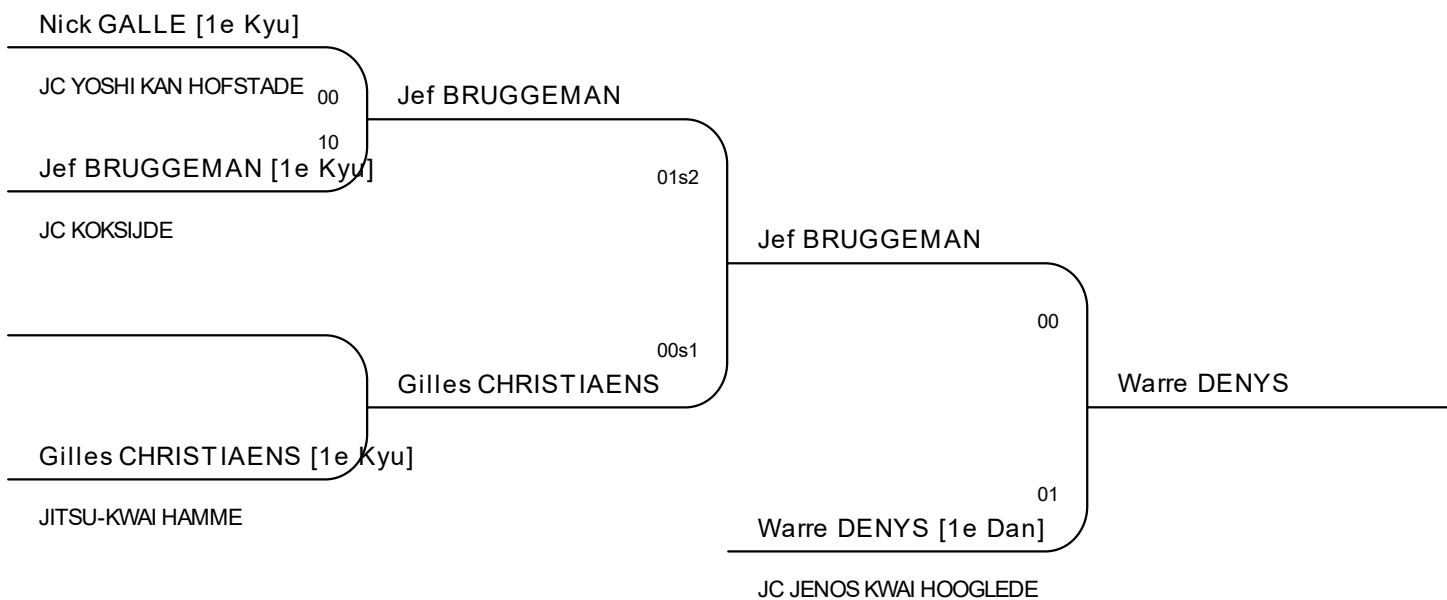 Nick GALLE [1e Kyu]
JC YOSHI KAN HOFSTADE
00
Jef BRUGGEMAN
10
Jef BRUGGEMAN [1e Kyu]
01s2
JC KOKSIJDE
Jef BRUGGEMAN
00
00s1
Gilles CHRISTIAENS
Warre DENYS
Gilles CHRISTIAENS [1e Kyu]
01
JITSU-KWAI HAMME
Warre DENYS [1e Dan]
JC JENOS KWAI HOOGLEDE